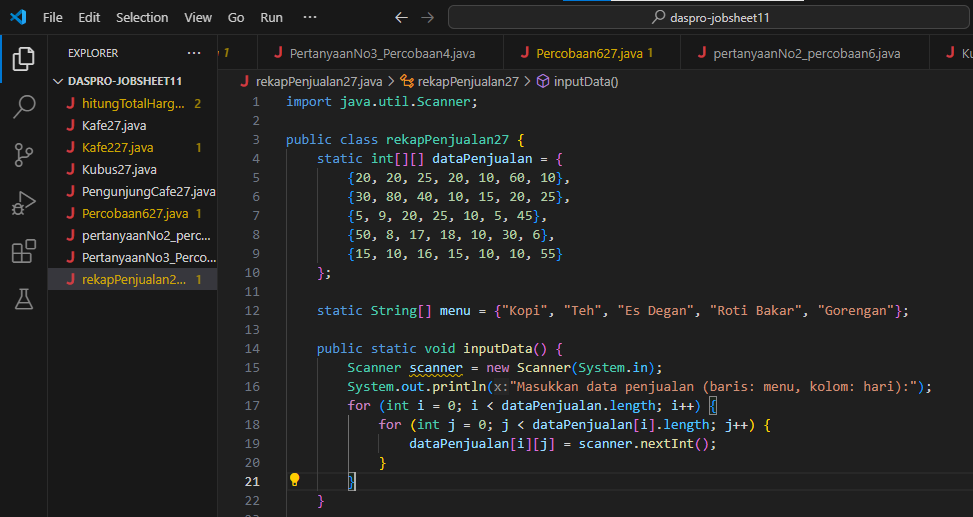 File Edit Selection View Go Run ··· ← → daspro-jobsheet11
EXPLORER ···
DASPRO-JOBSHEET11
J hitungTotalHarg... 2
J Kafe27.java
J Kafe227.java 1
J Kubus27.java
J PengunjungCafe27.java
J Percobaan627.java 1
J pertanyaanNo2_perc...
J PertanyaanNo3_Perco...
J rekapPenjualan2... 1
1 J PertanyaanNo3_Percobaan4.java J Percobaan627.java 1 J pertanyaanNo2_percobaan6.java J Ku
J rekapPenjualan27.java > rekapPenjualan27 > inputData()
1 import java.util.Scanner;
2
3 public class rekapPenjualan27 {
4 static int[][] dataPenjualan = {
5 {20, 20, 25, 20, 10, 60, 10},
6 {30, 80, 40, 10, 15, 20, 25},
7 {5, 9, 20, 25, 10, 5, 45},
8 {50, 8, 17, 18, 10, 30, 6},
9 {15, 10, 16, 15, 10, 10, 55}
10 };
11
12 static String[] menu = {"Kopi", "Teh", "Es Degan", "Roti Bakar", "Gorengan"};
13
14 public static void inputData() {
15 Scanner scanner = new Scanner(System.in);
16 System.out.println(x:"Masukkan data penjualan (baris: menu, kolom: hari):");
17 for (int i = 0; i < dataPenjualan.length; i++) {
18 for (int j = 0; j < dataPenjualan[i].length; j++) {
19 dataPenjualan[i][j] = scanner.nextInt();
20 }
21 }
22 }